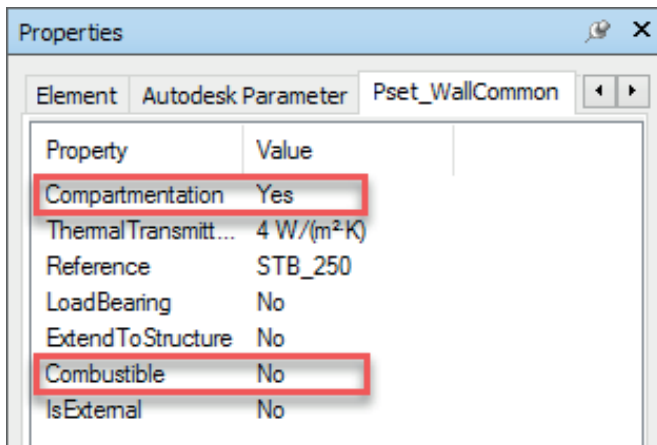 Properties
Element Autodesk Parameter Pset_WallCommon
Property Value
Compartmentation Yes
ThermalTransmitt... 4 W/(m²·K)
Reference STB_250
LoadBearing No
ExtendToStructure No
Combustible No
IsExternal No